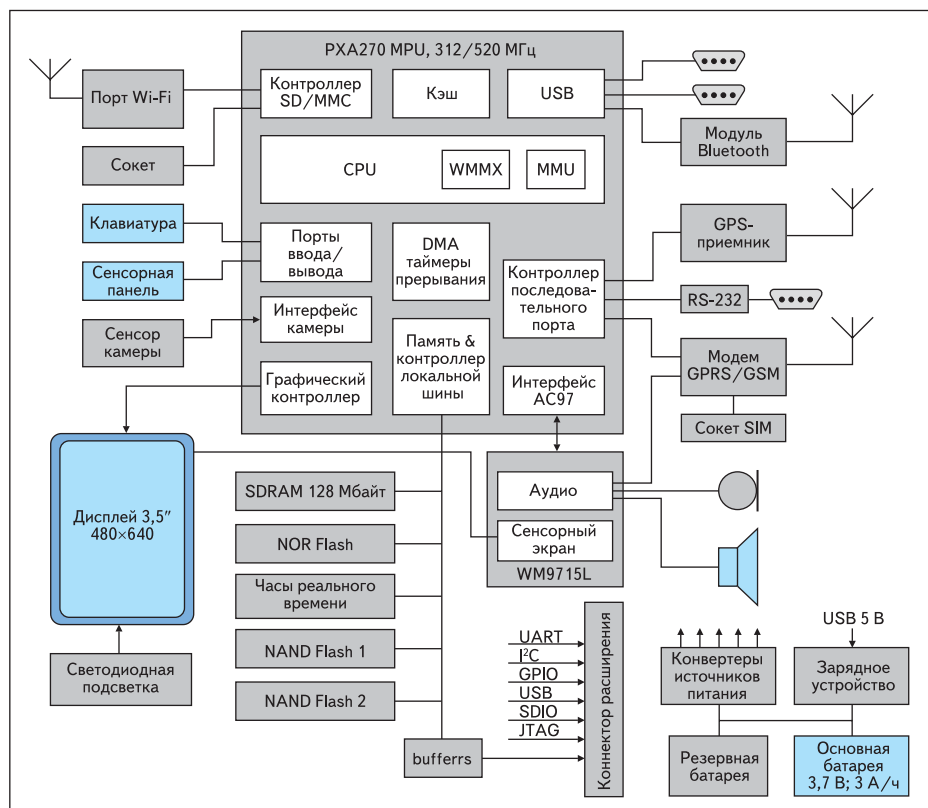 PXA270 MPU, 312/520 МГц
Порт Wi-Fi
Контроллер
SD/MMC
Кэш
USB
Сокет
Модуль
Bluetooth
CPU
WMMX
MMU
Клавиатура
Сенсорная
панель
Порты
ввода/
вывода
DMA
таймеры
прерывания
GPS-
приемник
Контроллер
последова-
тельного
порта
RS-232
Сенсор
камеры
Интерфейс
камеры
Память &
контроллер
локальной
шины
Модем
GPRS/GSM
Графический
контроллер
Интерфейс
AC97
Сокет SIM
Дисплей 3,5"
480×640
SDRAM 128 Мбайт
NOR Flash
Часы реального
времени
NAND Flash 1
NAND Flash 2
bufferrs
Аудио
Сенсорный
экран
WM9715L
Светодиодная
подсветка
UART
I²C
GPIO
USB
SDIO
JTAG
Коннектор расширения
USB 5 В
Конвертеры
источников
питания
Зарядное
устройство
Резервная
батарея
Основная
батарея
3,7 В; 3 А/ч